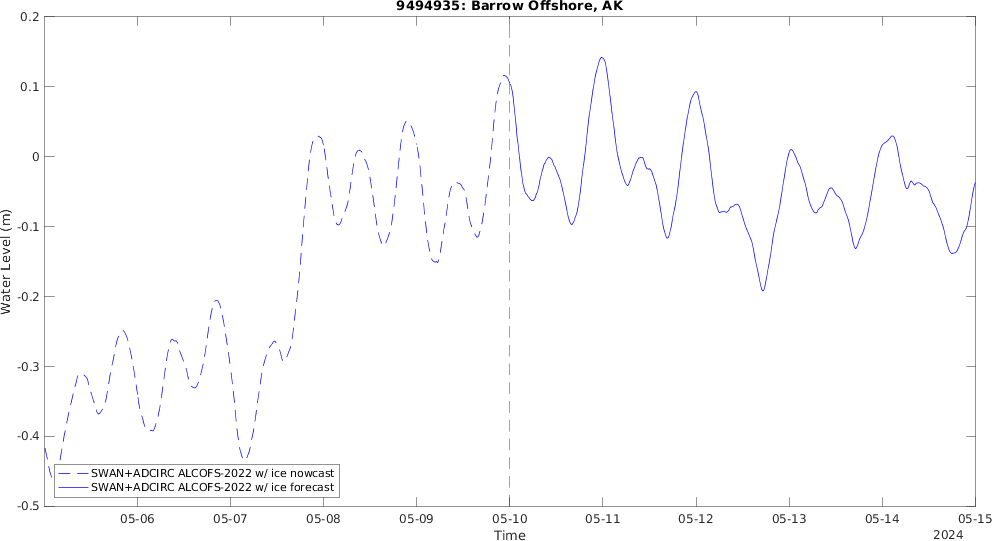 9494935: Barrow Offshore, AK
Water Level (m)
0.2
0.1
0
-0.1
-0.2
-0.3
-0.4
-0.5
SWAN+ADCIRC ALCOFS-2022 w/ ice nowcast
SWAN+ADCIRC ALCOFS-2022 w/ ice forecast
05-06 05-07 05-08 05-09 05-10 05-11 05-12 05-13 05-14 05-15
Time
2024